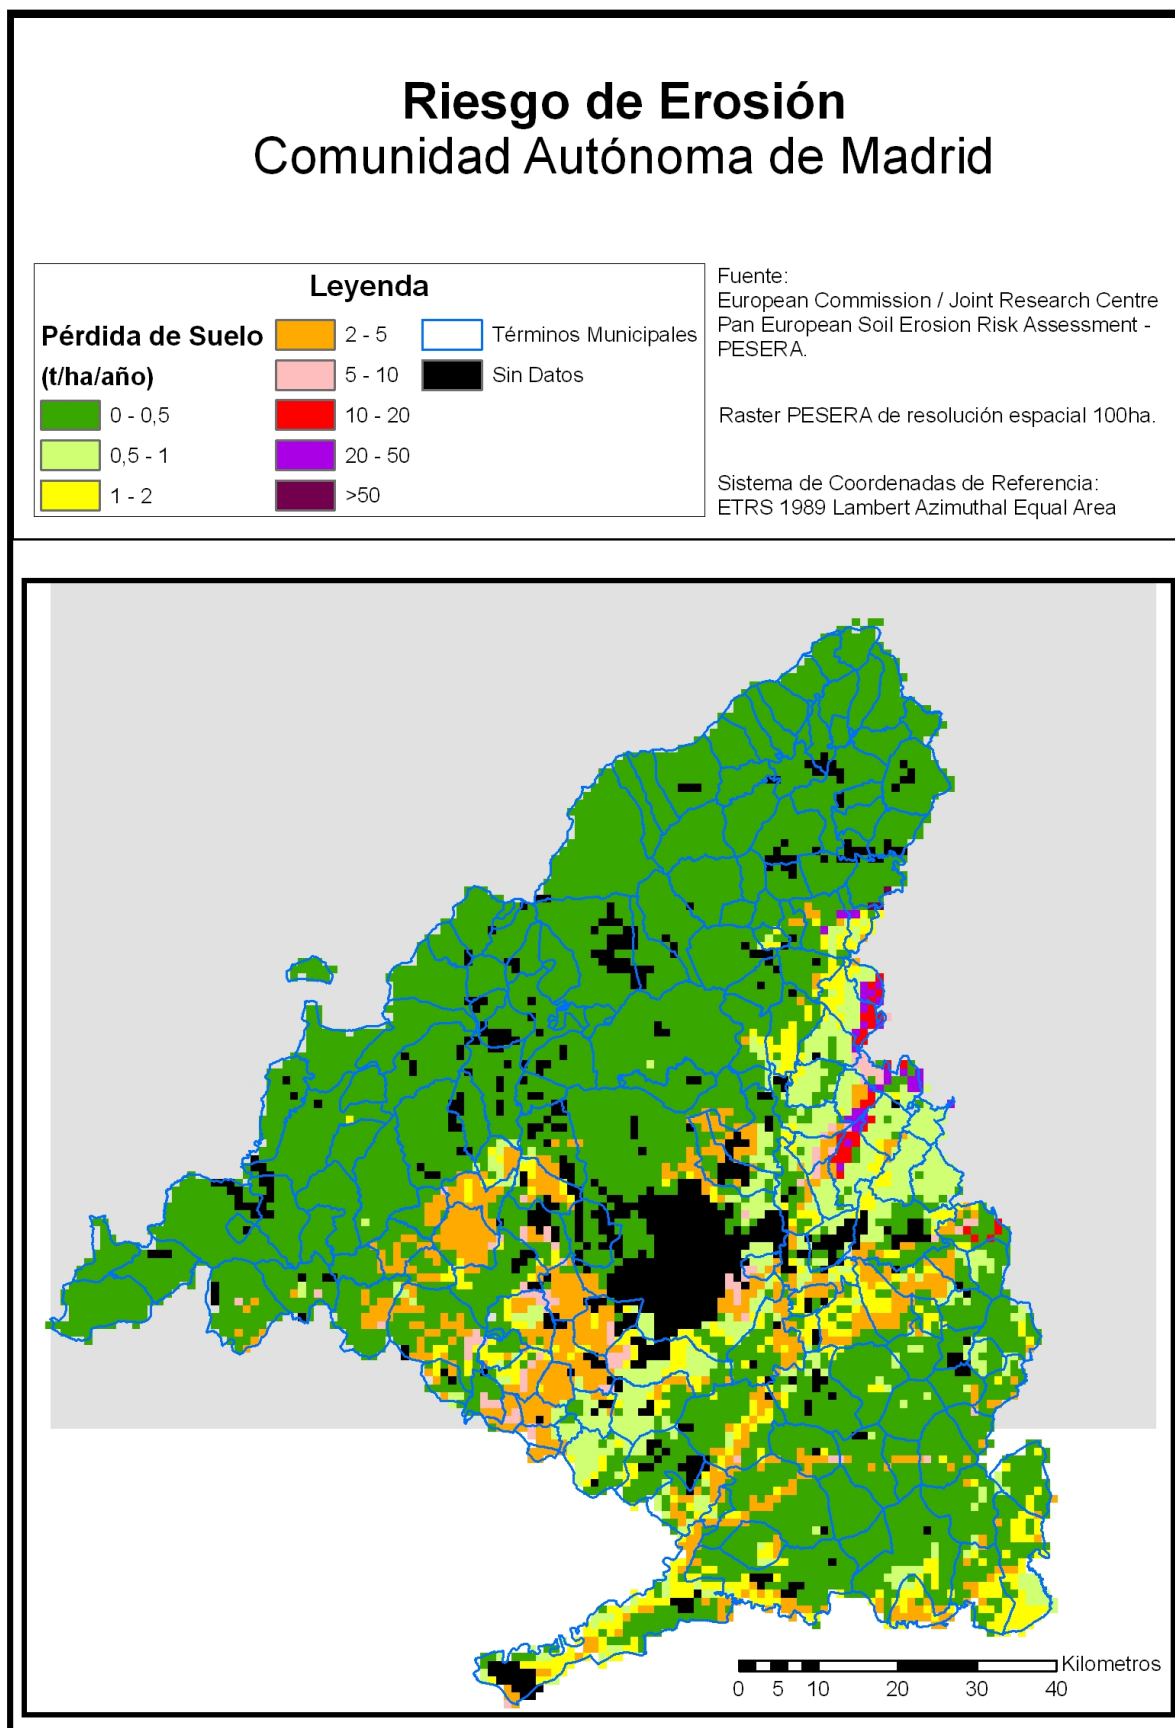 Riesgo de Erosión
Comunidad Autónoma de Madrid
Leyenda
Pérdida de Suelo
(t/ha/año)
0 - 0,5
0,5 - 1
1 - 2
2 - 5
5 - 10
10 - 20
20 - 50
>50
Términos Municipales
Sin Datos
Fuente:
European Commission / Joint Research Centre
Pan European Soil Erosion Risk Assessment -
PESERA.
Raster PESERA de resolución espacial 100ha.
Sistema de Coordenadas de Referencia:
ETRS 1989 Lambert Azimuthal Equal Area
Kilometros
0 5 10 20 30 40